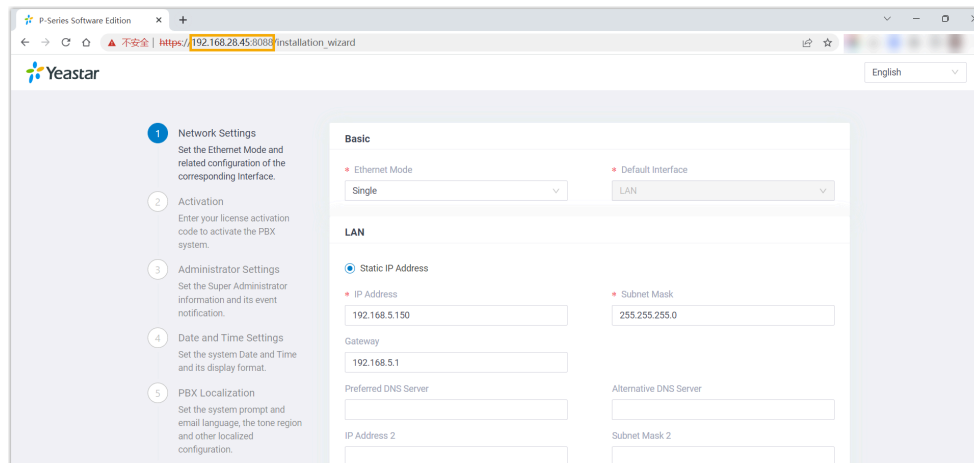 P-Series Software Edition
不安全 | https://192.168.28.45:8088/installation_wizard
Yeastar
English
1 Network Settings
Set the Ethernet Mode and
related configuration of the
corresponding Interface.
2 Activation
Enter your license activation
code to activate the PBX
system.
3 Administrator Settings
Set the Super Administrator
information and its event
notification.
4 Date and Time Settings
Set the system Date and Time
and its display format.
5 PBX Localization
Set the system prompt and
email language, the tone region
and other localized
configuration.
Basic
* Ethernet Mode * Default Interface
Single LAN
LAN
Static IP Address
* IP Address * Subnet Mask
192.168.5.150 255.255.255.0
Gateway
192.168.5.1
Preferred DNS Server Alternative DNS Server
IP Address 2 Subnet Mask 2